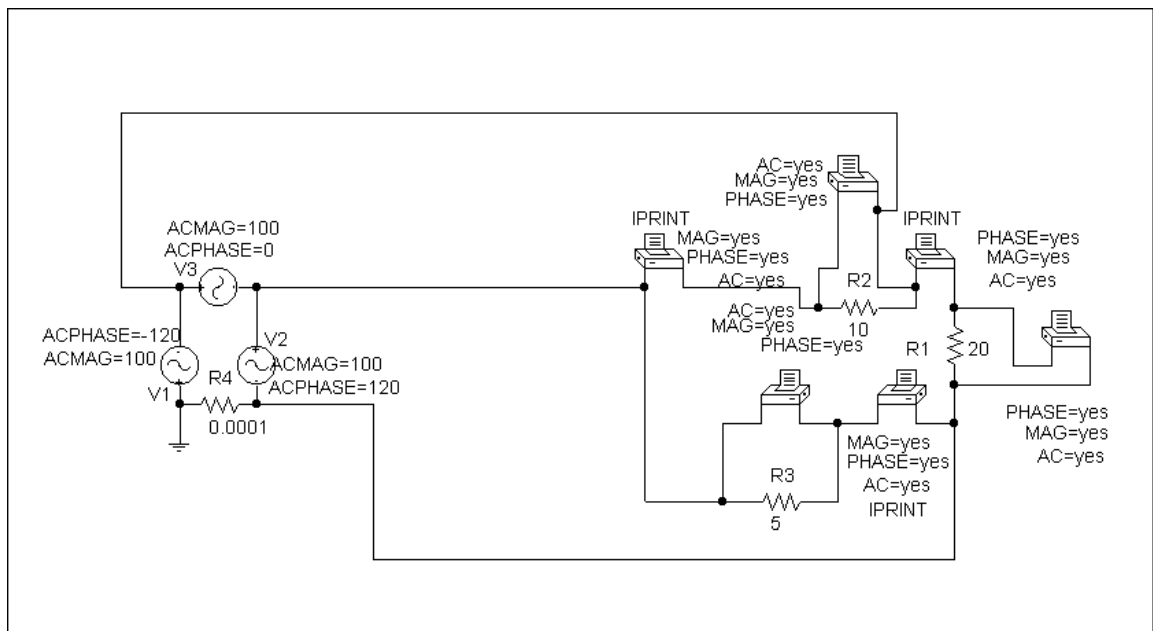 ACMAG=100
ACPHASE=0
V3
ACPHASE=-120
ACMAG=100
V1
R4
0.0001
V2
ACMAG=100
ACPHASE=120
IPRINT
MAG=yes
PHASE=yes
AC=yes
AC=yes
MAG=yes
PHASE=yes
IPRINT
PHASE=yes
MAG=yes
AC=yes
R2
10
AC=yes
MAG=yes
PHASE=yes
R1
20
R3
5
MAG=yes
PHASE=yes
AC=yes
IPRINT
PHASE=yes
MAG=yes
AC=yes